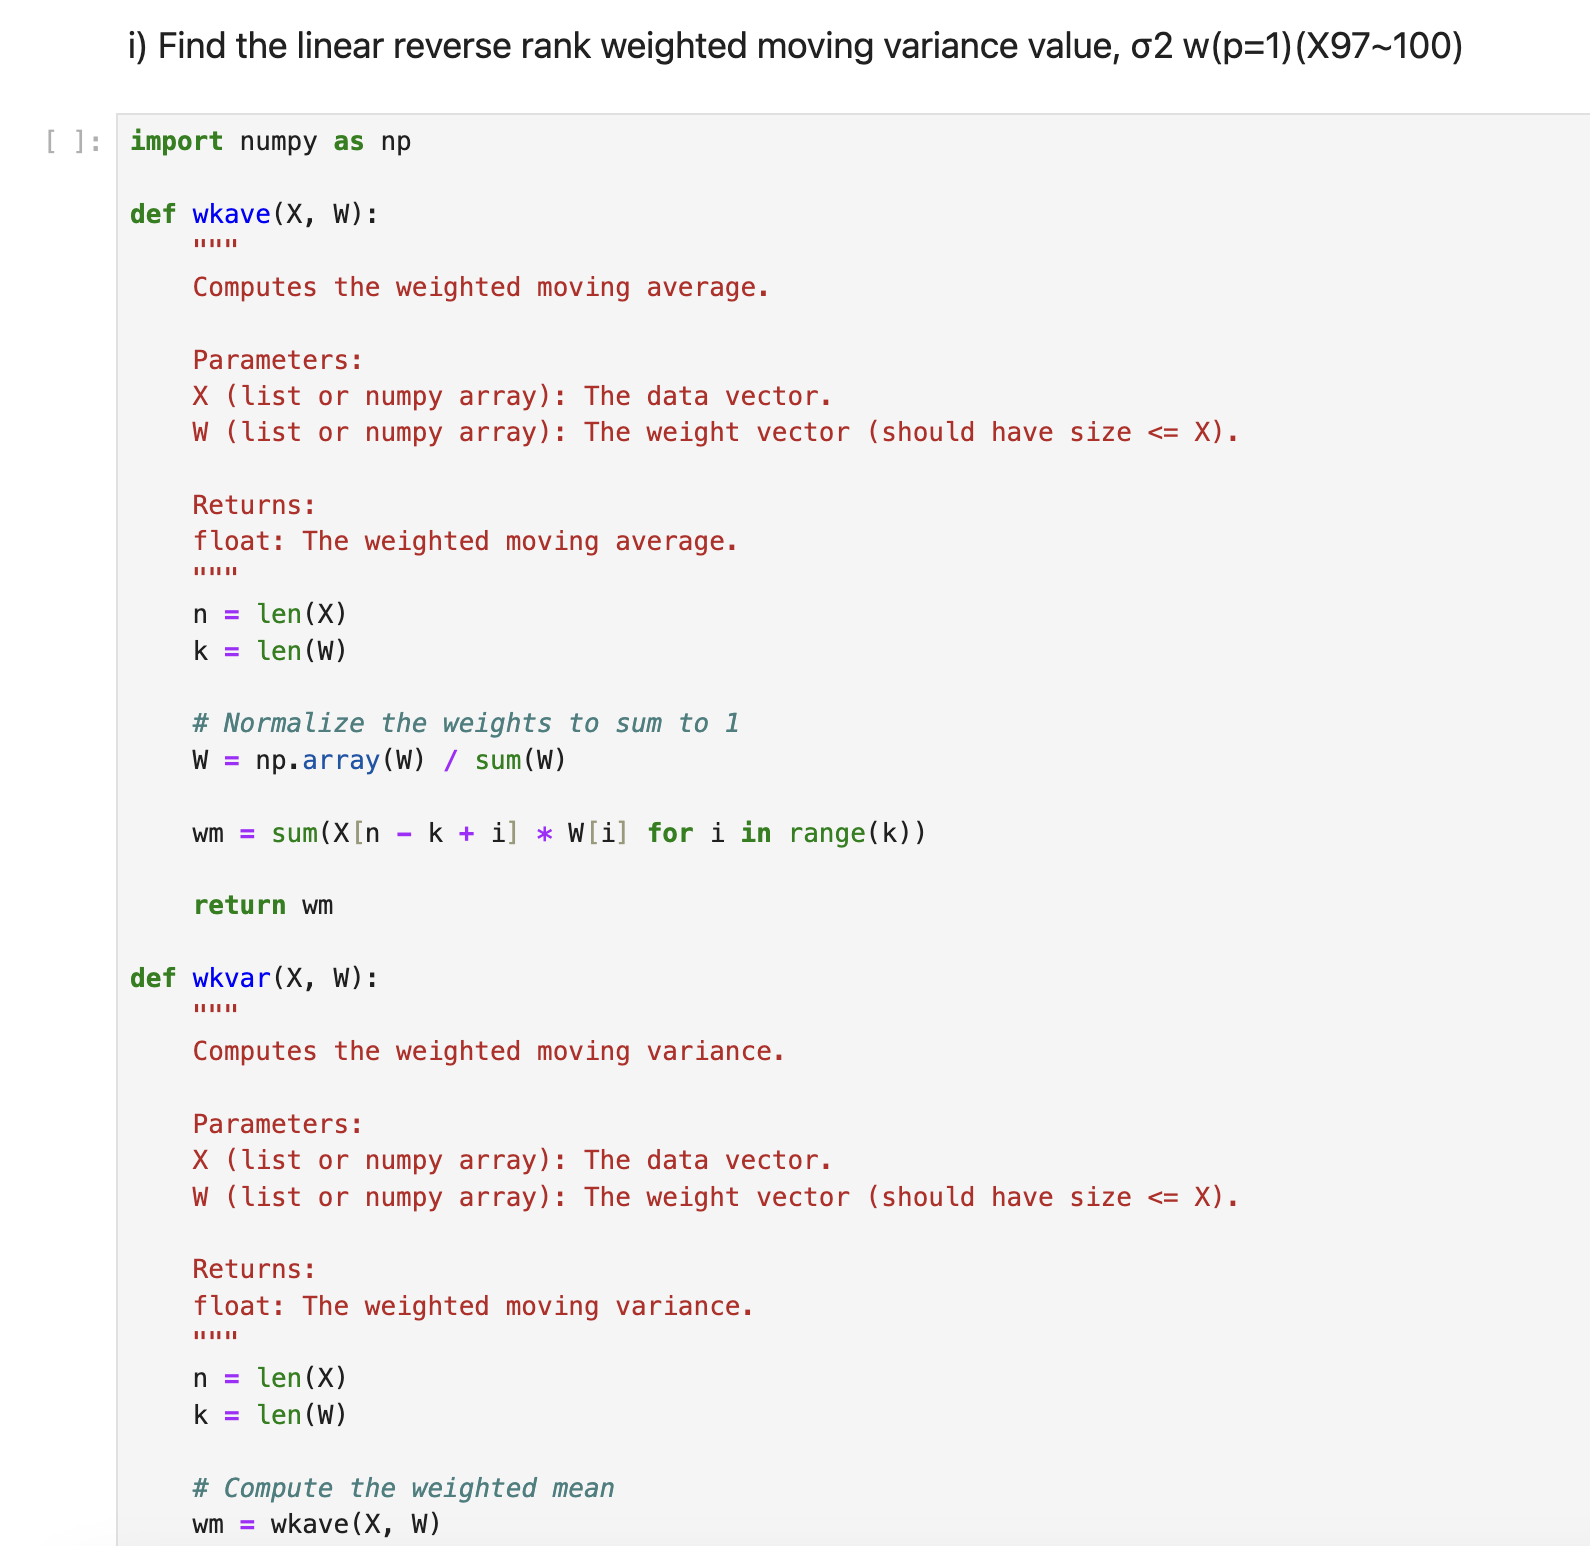 i) Find the linear reverse rank weighted moving variance value, σ2 w(p=1)(X97~100)
[ ]:
import numpy as np
def wkave(X, W):
    """
    Computes the weighted moving average.
    Parameters:
    X (list or numpy array): The data vector.
    W (list or numpy array): The weight vector (should have size <= X).
    Returns:
    float: The weighted moving average.
    """
    n = len(X)
    k = len(W)
    # Normalize the weights to sum to 1
    W = np.array(W) / sum(W)
    wm = sum(X[n - k + i] * W[i] for i in range(k))
    return wm
def wkvar(X, W):
    """
    Computes the weighted moving variance.
    Parameters:
    X (list or numpy array): The data vector.
    W (list or numpy array): The weight vector (should have size <= X).
    Returns:
    float: The weighted moving variance.
    """
    n = len(X)
    k = len(W)
    # Compute the weighted mean
    wm = wkave(X, W)